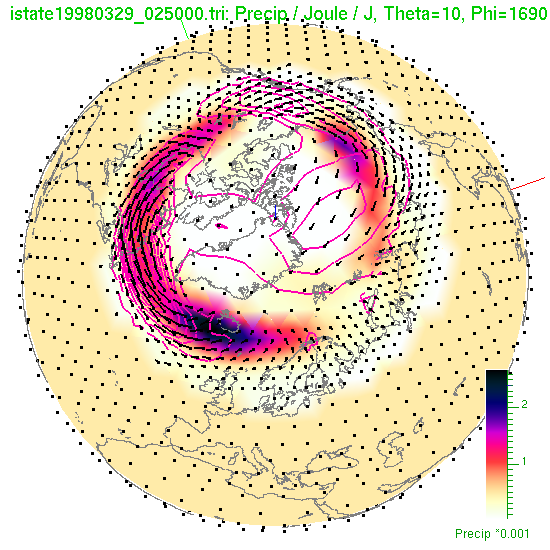 istate19980329_025000.tri: Precip / Joule / J, Theta=10, Phi=1690
2
1
Precip *0.001